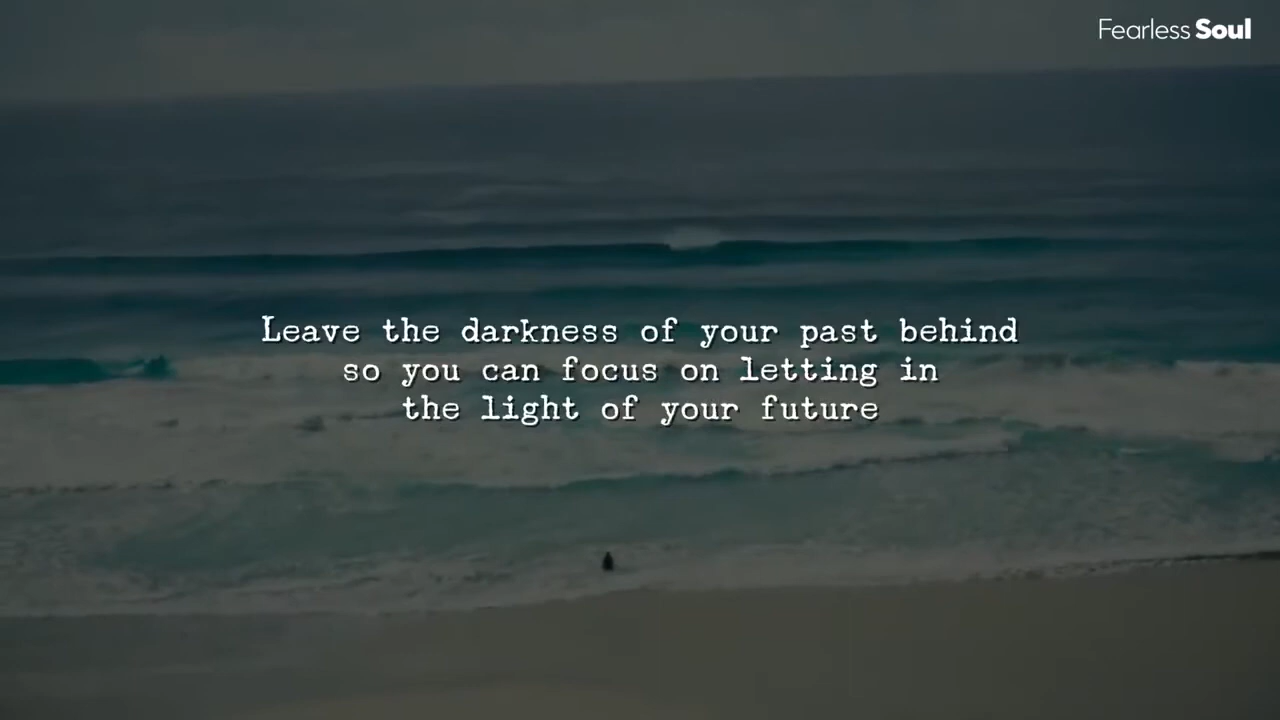 Fearless Soul
Leave the darkness of your past behind
so you can focus on letting in
the light of your future